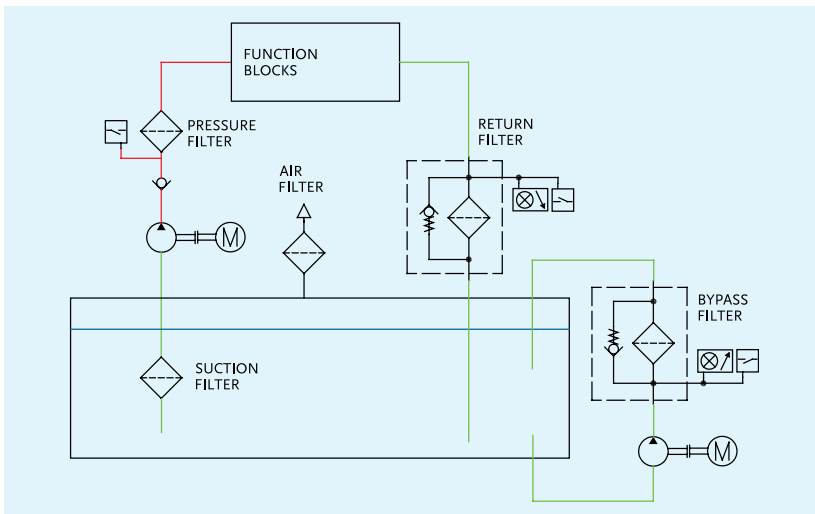 FUNCTION
BLOCKS
PRESSURE
FILTER
RETURN
FILTER
AIR
FILTER
M
BYPASS
FILTER
SUCTION
FILTER
M